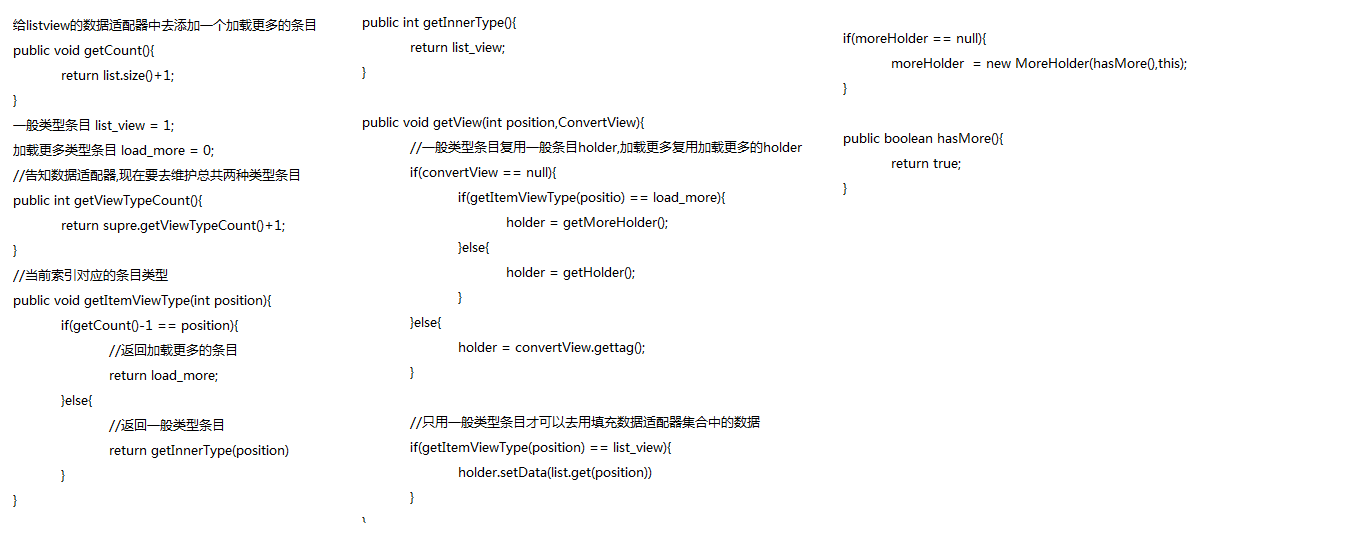 给listview的数据适配器中去添加一个加载更多的条目
public void getCount(){
return list.size()+1;
}
一般类型条目 list_view = 1;
加载更多类型条目 load_more = 0;
//告知数据适配器,现在要去维护总共两种类型条目
public int getViewTypeCount(){
return supre.getViewTypeCount()+1;
}
//当前索引对应的条目类型
public void getItemViewType(int position){
if(getCount()-1 == position){
//返回加载更多的条目
return load_more;
}else{
//返回一般类型条目
return getInnerType(position)
}
}
public int getInnerType(){
return list_view;
}
public void getView(int position,ConvertView){
//一般类型条目复用一般条目holder,加载更多复用加载更多的holder
if(convertView == null){
if(getItemViewType(positio) == load_more){
holder = getMoreHolder();
}else{
holder = getHolder();
}
}else{
holder = convertView.gettag();
}
//只用一般类型条目才可以去用填充数据适配器集合中的数据
if(getItemViewType(position) == list_view){
holder.setData(list.get(position))
}
}
if(moreHolder == null){
moreHolder = new MoreHolder(hasMore(),this);
}
public boolean hasMore(){
return true;
}